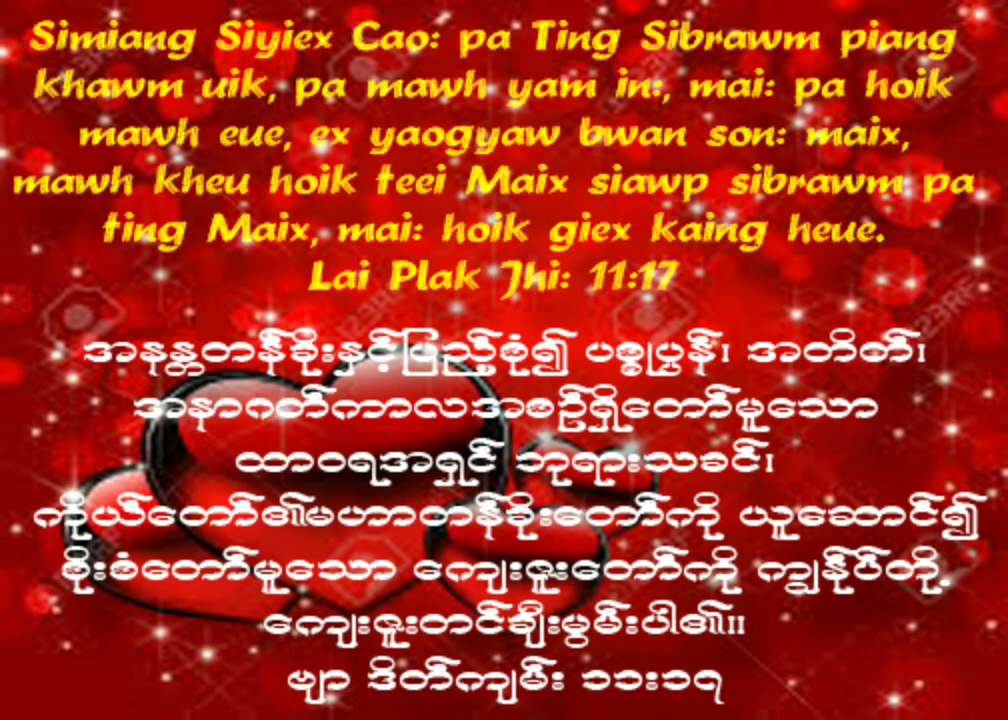 Simiang Siyiex Cao: pa Ting Sibrawm piang
khawm uik, pa mawh yam in:, mai: pa hoik
mawh eue, ex yaogyaw bwan son: maix,
mawh kheu hoik teei Maix siawp sibrawm pa
ting Maix, mai: hoik giex kaing heue.
Lai Plak Jhi: 11:17
အနန္တတန်ခိုးနှင့်ပြည့်စုံ၍ ပစ္စုပ္ပန်၊ အတိတ်၊
အနာဂတ်ကာလအစဉ်ရှိတော်မူသော
ထာဝရအရှင် ဘုရားသခင်၊
ကိုယ်တော်၏မဟာတန်ခိုးတော်ကို ယူဆောင်၍
စိုးစံတော်မူသော ကျေးဇူးတော်ကို ကျွန်ုပ်တို့
ကျေးဇူးတင်ချီးမွမ်းပါ၏။
ဗျာ ဒိတ်ကျမ်း ၁၁း၁၇